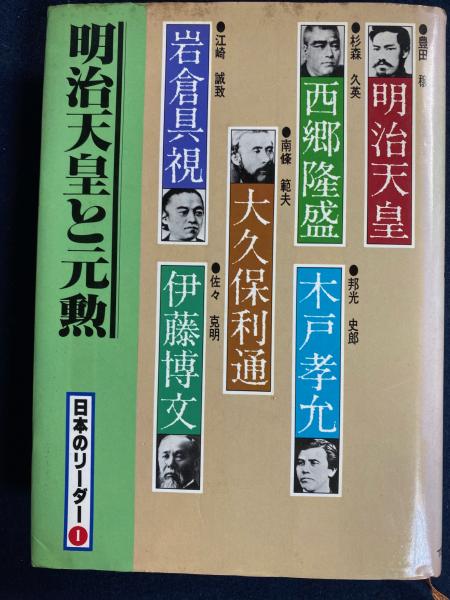 ●豊田 穣
明治天皇
●杉森 久英
西郷隆盛
●江崎 誠致
岩倉具視
●南條 範夫
大久保利通
●邦光 史郎
木戸孝允
●佐々 克明
伊藤博文
明治天皇と元勲
日本のリーダー1